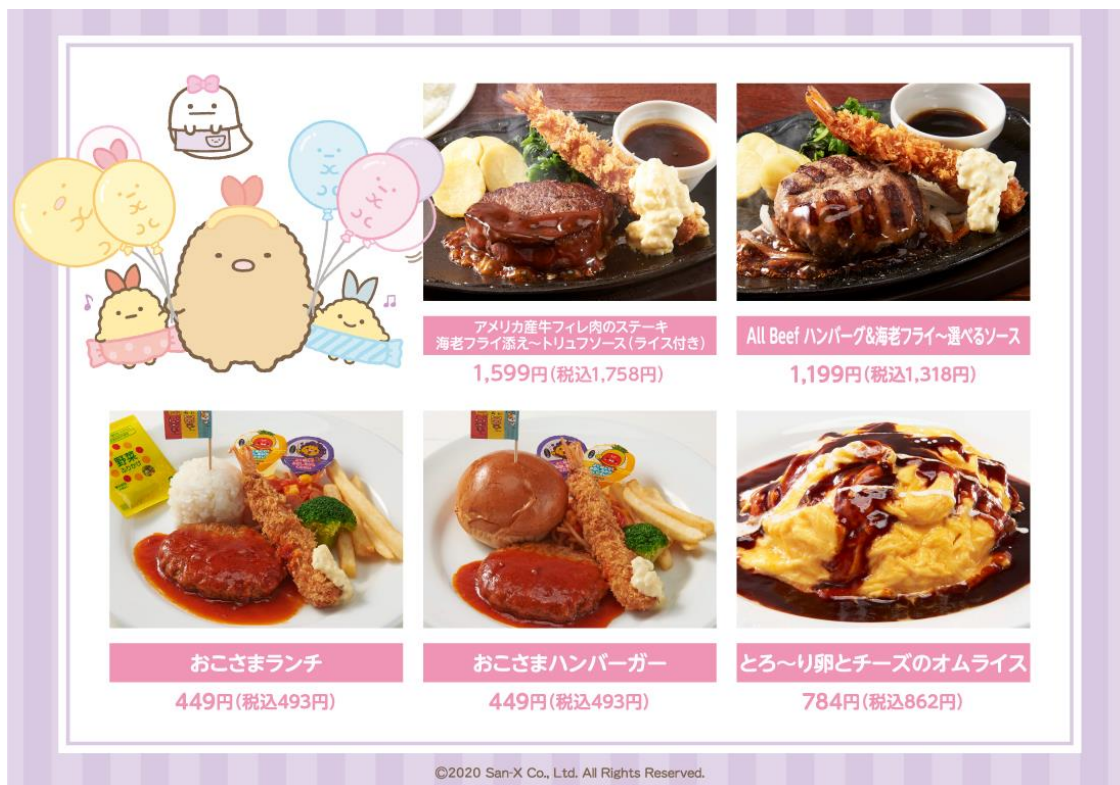 アメリカ産牛フィレ肉のステーキ
海老フライ添え～トリュフソース(ライス付き)
1,599円(税込1,758円)
All Beef ハンバーグ&海老フライ～選べるソース
1,199円(税込1,318円)
野菜
ふりかけ
おこさまランチ
449円(税込493円)
おこさまハンバーガー
449円(税込493円)
とろ～り卵とチーズのオムライス
784円(税込862円)
©2020 San-X Co., Ltd. All Rights Reserved.